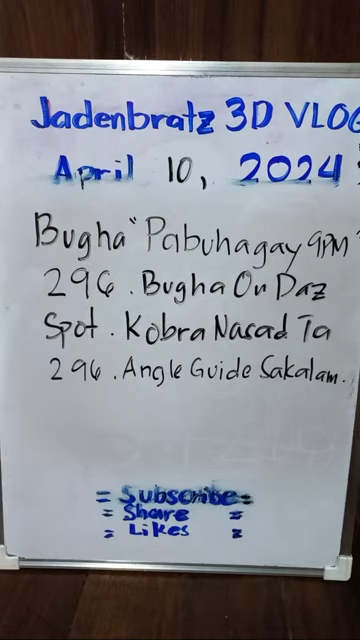 Jadenbratz 3D VLOG
April 10, 2024
Bugha "Pabuhagay 9PM"
296. Bugha On Daz
Spot. Kobra Nasad Ta
296. Angle Guide Sakalam.
= Subscribe =
= Share =
= Likes =